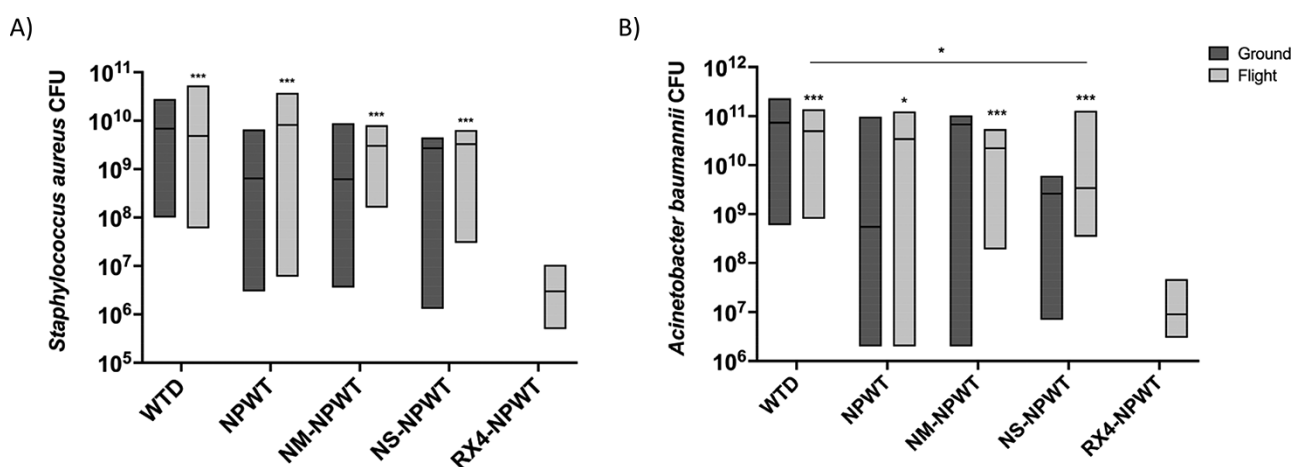 A)
Staphylococcus aureus CFU
10¹¹
10¹⁰
10⁹
10⁸
10⁷
10⁶
10⁵
*** *** *** ***
WTD NPWT NM-NPWT NS-NPWT RX4-NPWT
B)
Acinetobacter baumannii CFU
10¹²
10¹¹
10¹⁰
10⁹
10⁸
10⁷
10⁶
*
*** * *** ***
WTD NPWT NM-NPWT NS-NPWT RX4-NPWT
Ground
Flight